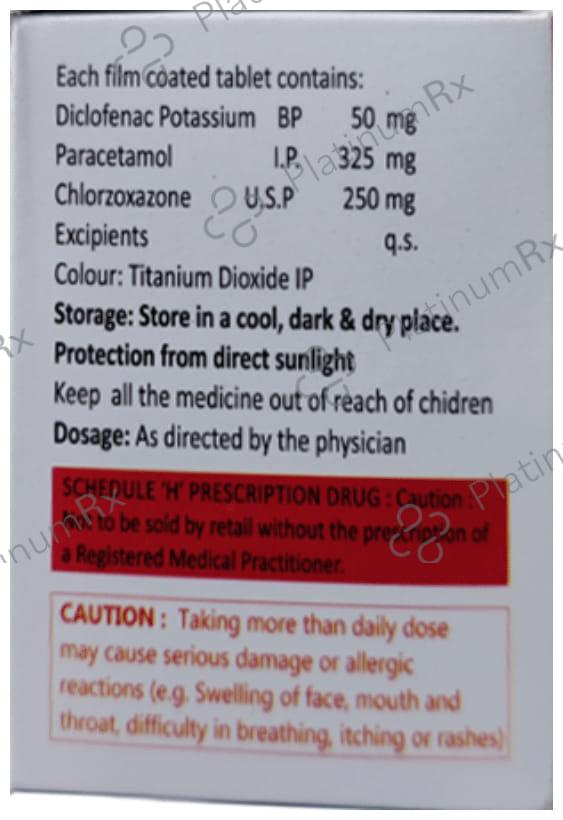 Each film coated tablet contains:
Diclofenac Potassium BP 50 mg
Paracetamol I.P. 325 mg
Chlorzoxazone U.S.P 250 mg
Excipients q.s.
Colour: Titanium Dioxide IP
Storage: Store in a cool, dark & dry place.
Protection from direct sunlight
Keep all the medicine out of reach of chidren
Dosage: As directed by the physician
SCHEDULE 'H' PRESCRIPTION DRUG : Caution :
Not to be sold by retail without the prescription of
a Registered Medical Practitioner.
CAUTION : Taking more than daily dose
may cause serious damage or allergic
reactions (e.g. Swelling of face, mouth and
throat, difficulty in breathing, itching or rashes)
PlatinumRx
PlatinumRx